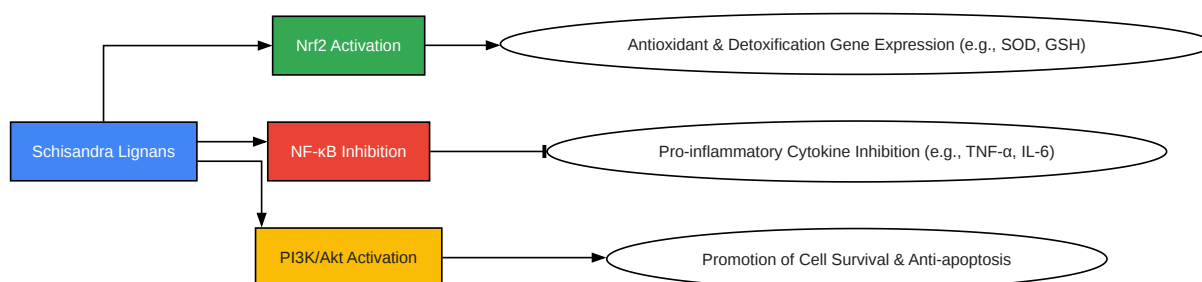 Nrf2 Activation
Antioxidant & Detoxification Gene Expression (e.g., SOD, GSH)
Schisandra Lignans
NF-κB Inhibition
Pro-inflammatory Cytokine Inhibition (e.g., TNF-α, IL-6)
PI3K/Akt Activation
Promotion of Cell Survival & Anti-apoptosis